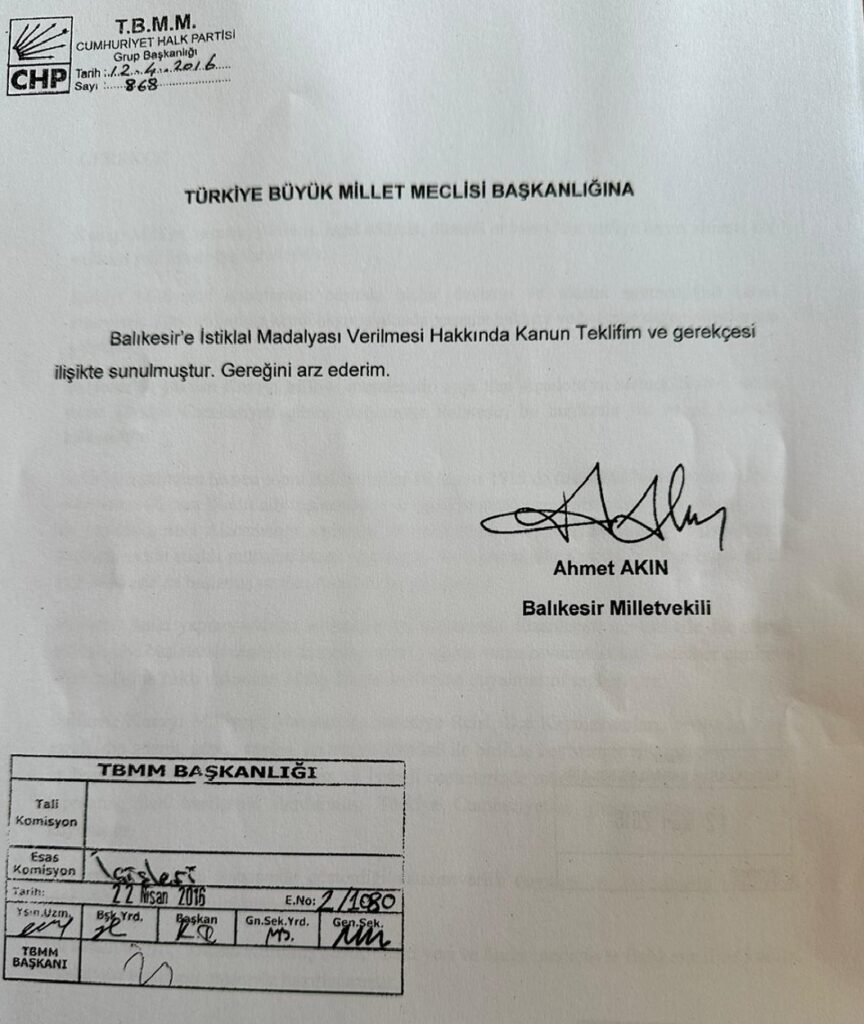 T.B.M.M.
CUMHURİYET HALK PARTİSİ
Grup Başkanlığı
CHP
Tarih :.12..4..2016.....
Sayı :......868................
TÜRKİYE BÜYÜK MİLLET MECLİSİ BAŞKANLIĞINA
Balıkesir'e İstiklal Madalyası Verilmesi Hakkında Kanun Teklifim ve gerekçesi
ilişikte sunulmuştur. Gereğini arz ederim.
Ahmet AKIN
Balıkesir Milletvekili
TBMM BAŞKANLIĞI
Tali
Komisyon
Esas
Komisyon
İçişleri
Tarih: 22 Nisan 2016 E.No: 2/1080
Ysn.Uzm. Bşk.Yrd. Başkan Gn.Sek.Yrd. Gen.Sek.
TBMM
BAŞKANI